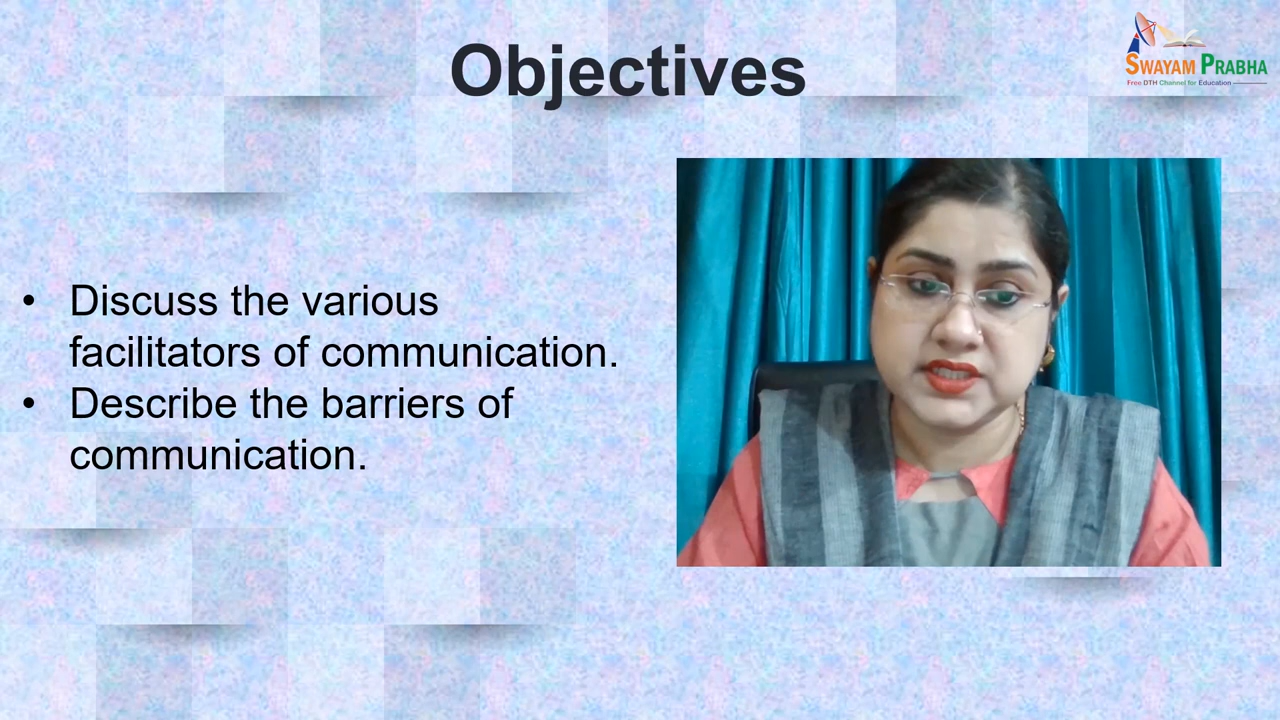 Objectives
SWAYAM PRABHA
Free DTH Channel for Education
• Discuss the various
facilitators of communication.
• Describe the barriers of
communication.